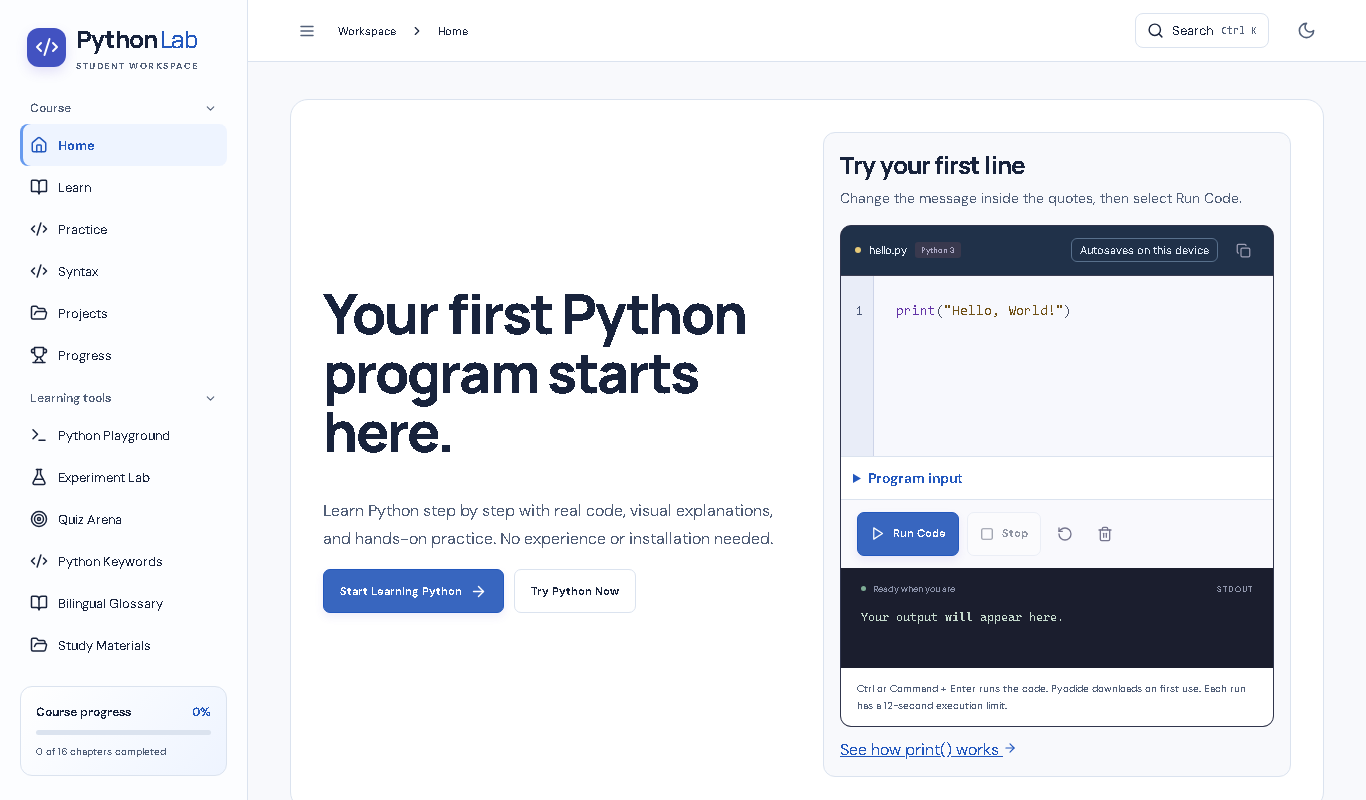 PythonLab
STUDENT WORKSPACE
Course
Home
Learn
Practice
Syntax
Projects
Progress
Learning tools
Python Playground
Experiment Lab
Quiz Arena
Python Keywords
Bilingual Glossary
Study Materials
Course progress 0%
0 of 16 chapters completed
Workspace > Home
Search Ctrl K
Your first Python
program starts
here.
Learn Python step by step with real code, visual explanations,
and hands-on practice. No experience or installation needed.
Start Learning Python →
Try Python Now
Try your first line
Change the message inside the quotes, then select Run Code.
hello.py Python 3 Autosaves on this device
1 print("Hello, World!")
Program input
Run Code Stop
Ready when you are STDOUT
Your output will appear here.
Ctrl or Command + Enter runs the code. Pyodide downloads on first use. Each run
has a 12-second execution limit.
See how print() works →